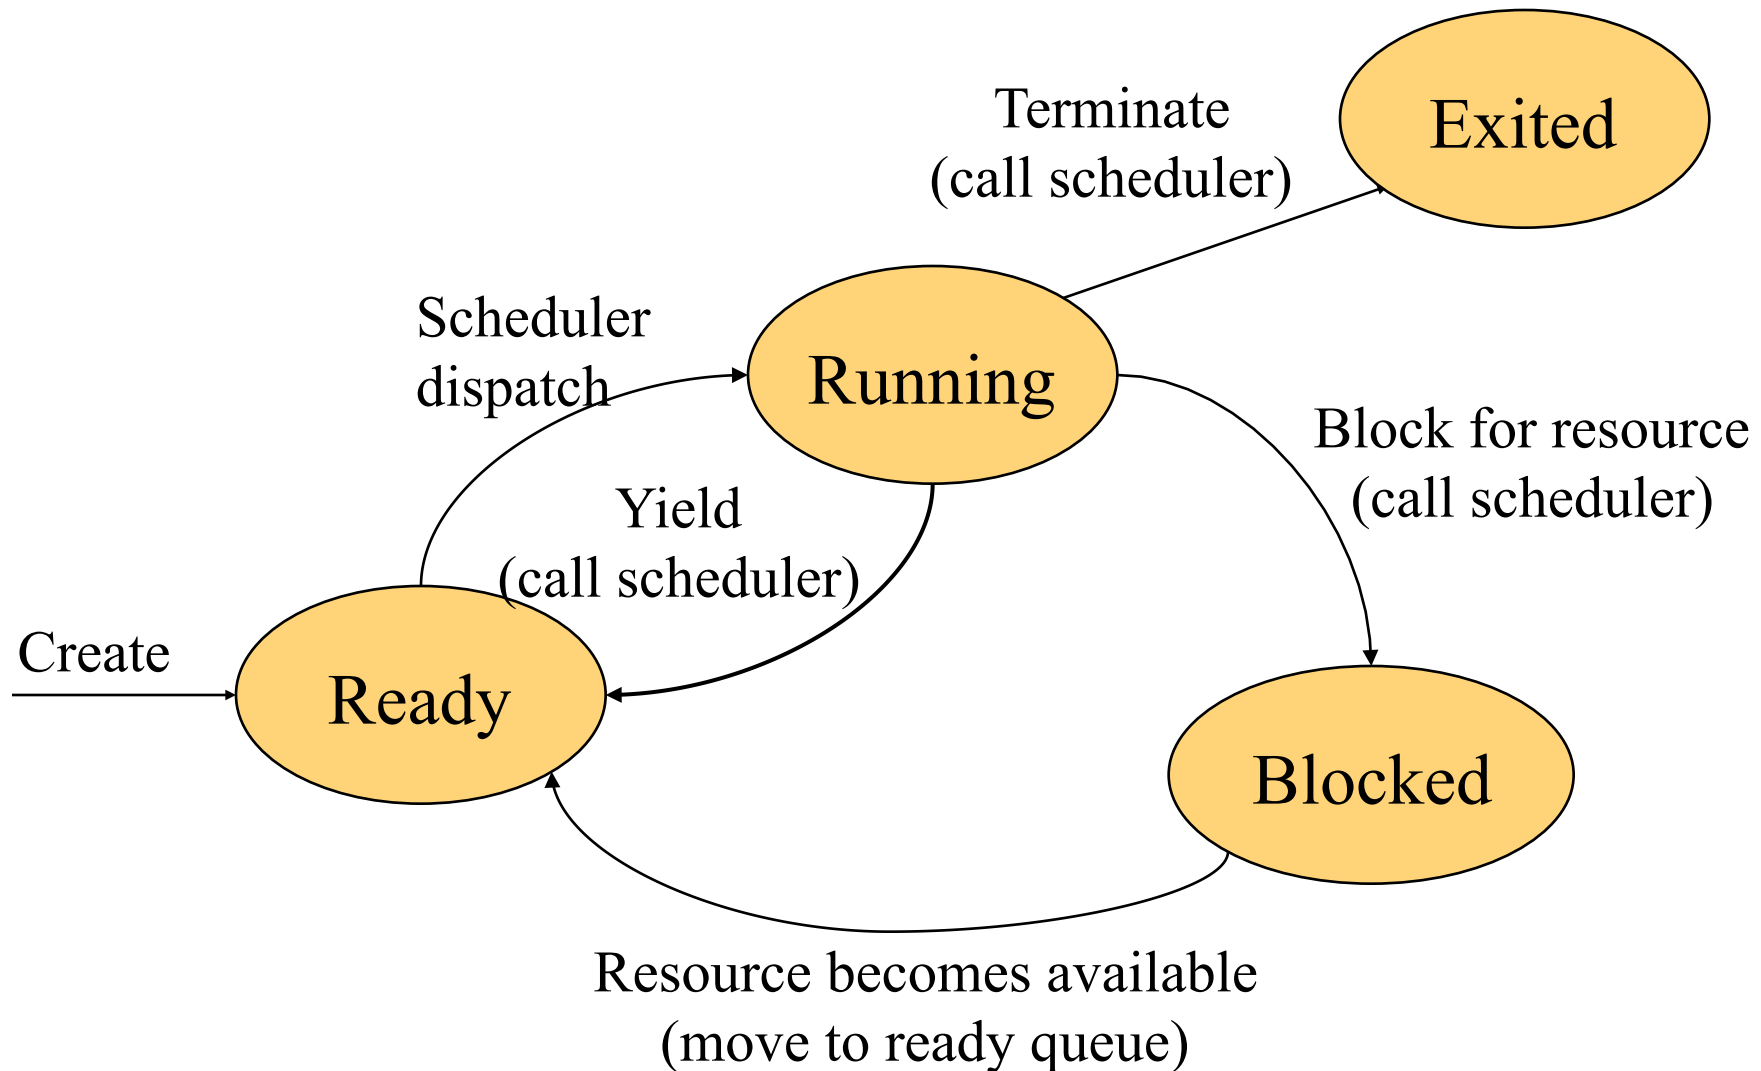 Terminate
(call scheduler)
Exited
Scheduler
dispatch
Running
Block for resource
(call scheduler)
Yield
(call scheduler)
Create
Ready
Blocked
Resource becomes available
(move to ready queue)